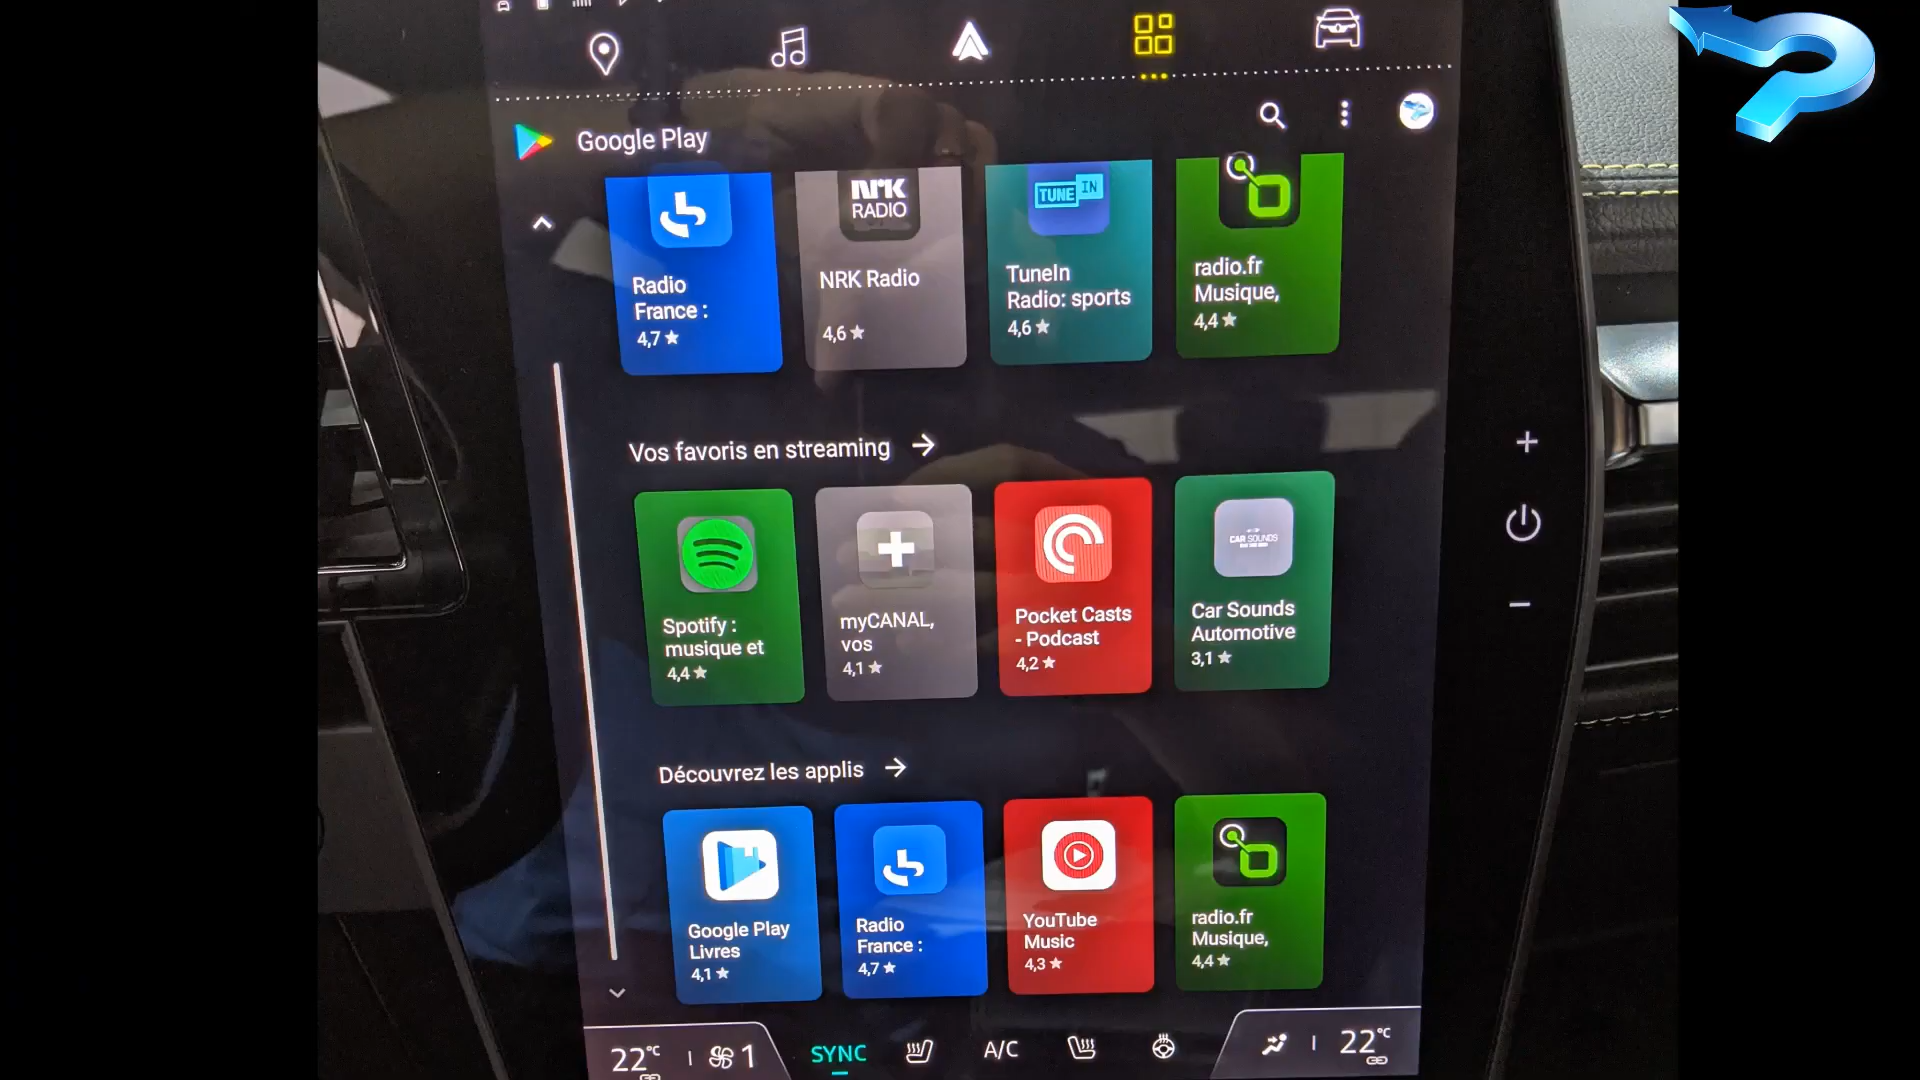 Google Play
NRK
RADIO
TUNE IN
Radio
France :
4,7 ★
NRK Radio
4,6 ★
TuneIn
Radio: sports
4,6 ★
radio.fr
Musique,
4,4 ★
Vos favoris en streaming →
CAR SOUNDS
Spotify :
musique et
4,4 ★
myCANAL,
vos
4,1 ★
Pocket Casts
- Podcast
4,2 ★
Car Sounds
Automotive
3,1 ★
Découvrez les applis →
Google Play
Livres
4,1 ★
Radio
France :
4,7 ★
YouTube
Music
4,3 ★
radio.fr
Musique,
4,4 ★
22°C
1
SYNC
A/C
22°C